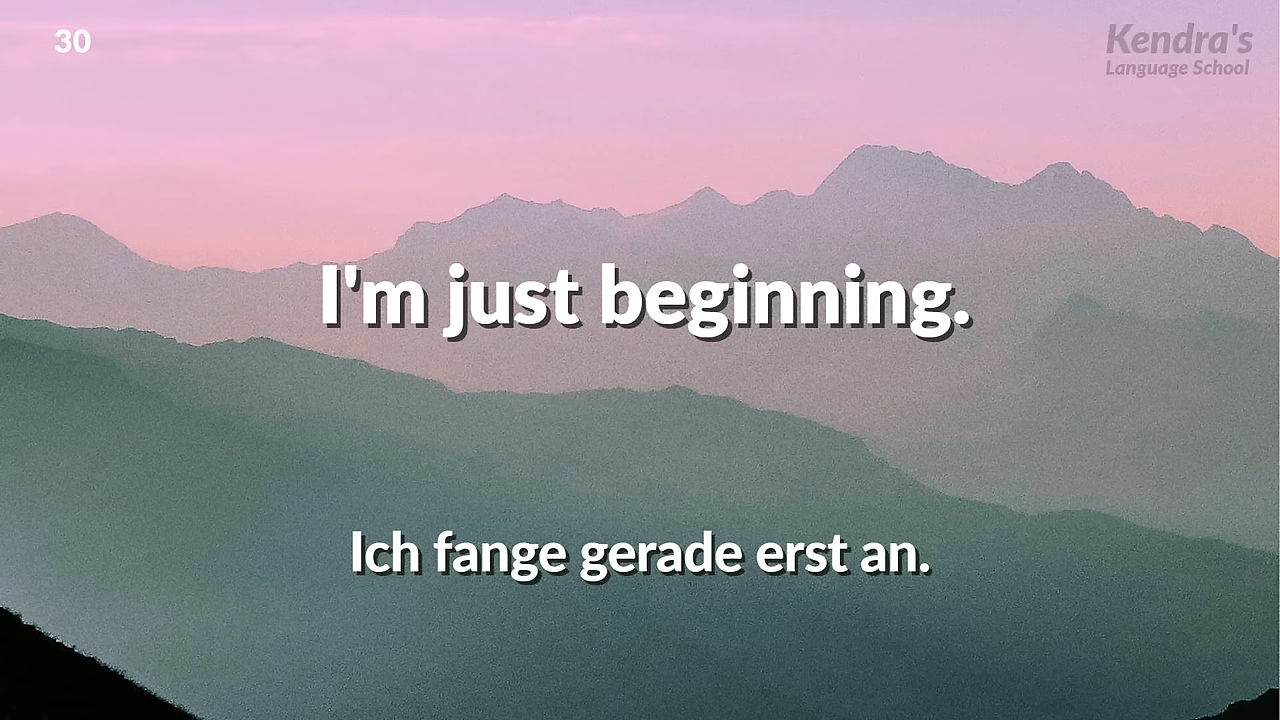 30
Kendra's
Language School
I'm just beginning.
Ich fange gerade erst an.